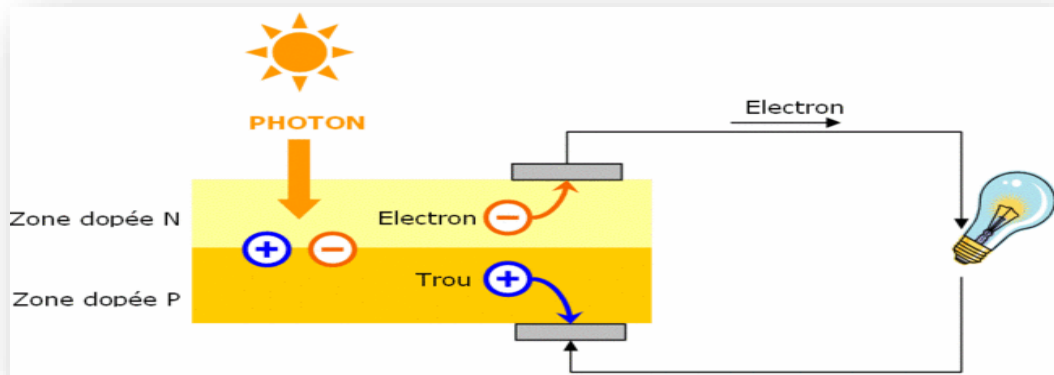 PHOTON
Electron
Zone dopée N
Electron
Trou
Zone dopée P